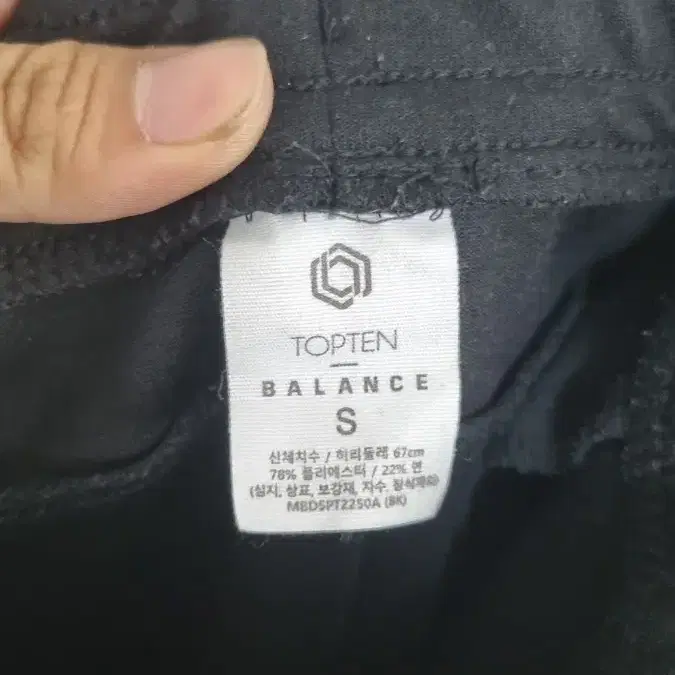 TOPTEN
BALANCE
S
신체치수 / 허리둘레 67cm
78% 폴리에스터 / 22% 면
(심지, 상표, 보강재, 자수, 장식제외)
MBD5PT2250A (BK)